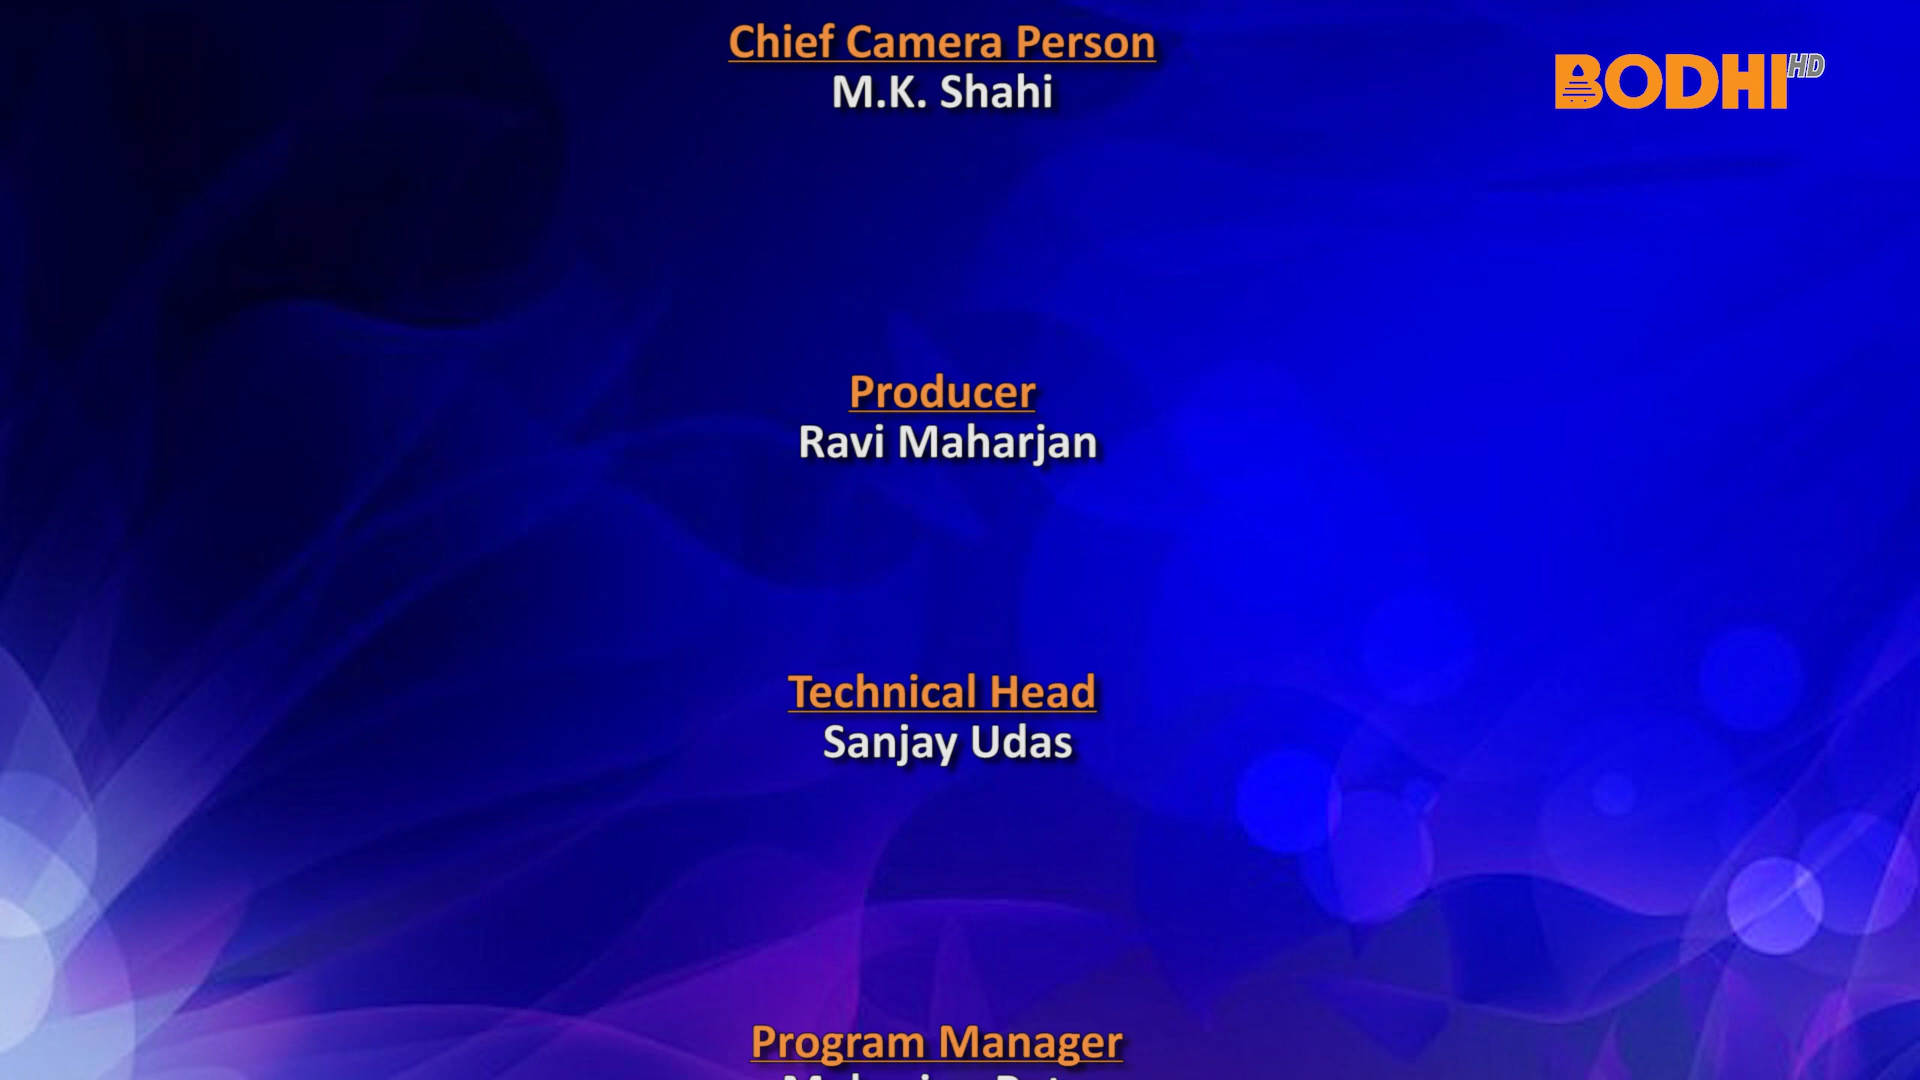 Chief Camera Person
M.K. Shahi
BODHI HD
Producer
Ravi Maharjan
Technical Head
Sanjay Udas
Program Manager